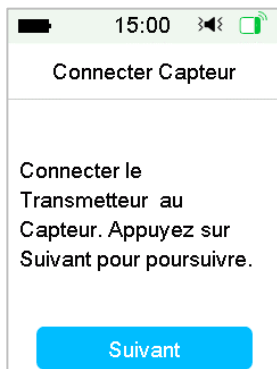 15:00
Connecter Capteur
Connecter le
Transmetteur au
Capteur. Appuyez sur
Suivant pour poursuivre.
Suivant